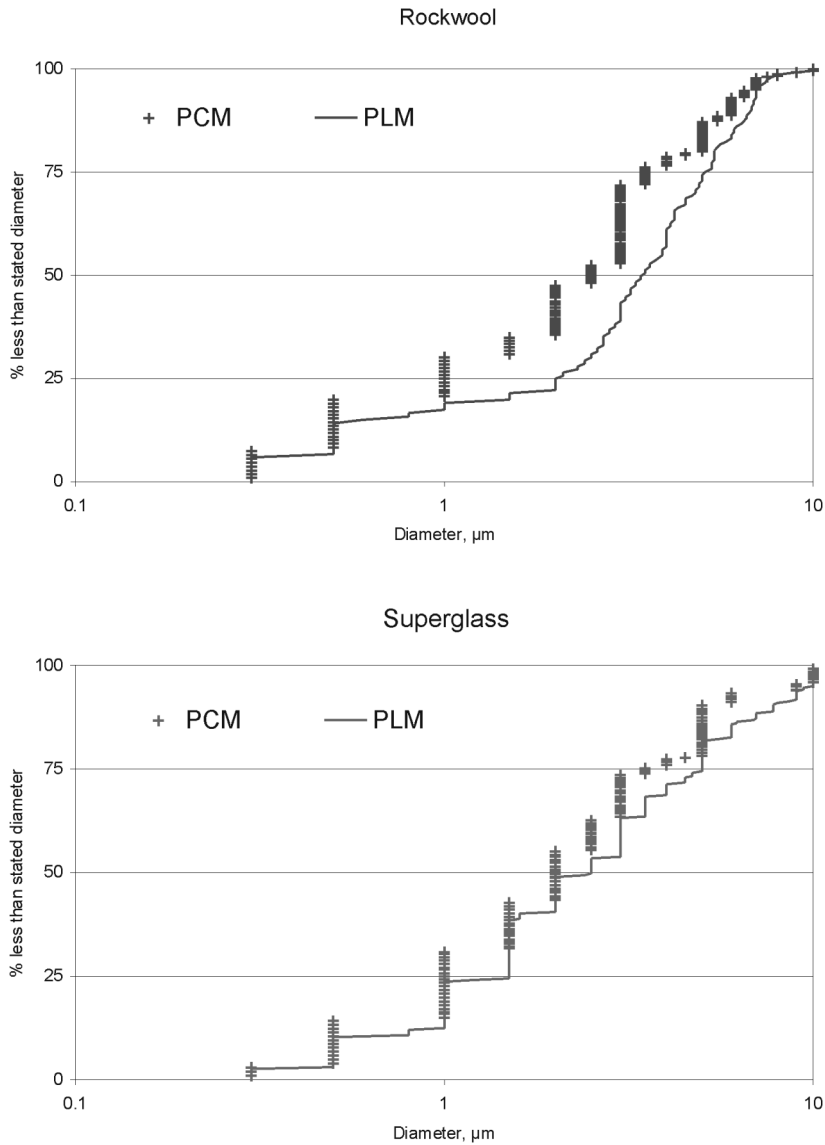 Rockwool
100
+ PCM — PLM
75
% less than stated diameter
50
25
0
0.1 1 10
Diameter, µm
Superglass
100
+ PCM — PLM
75
% less than stated diameter
50
25
0
0.1 1 10
Diameter, µm